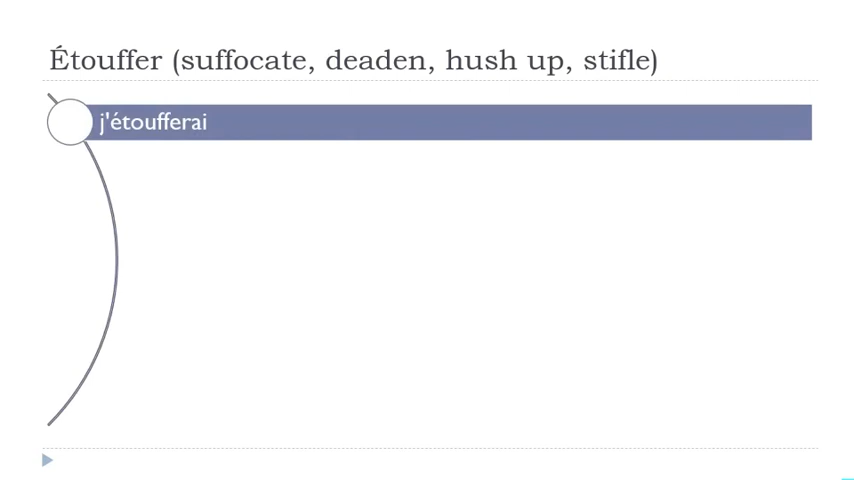 Étouffer (suffocate, deaden, hush up, stifle)
j'étoufferai